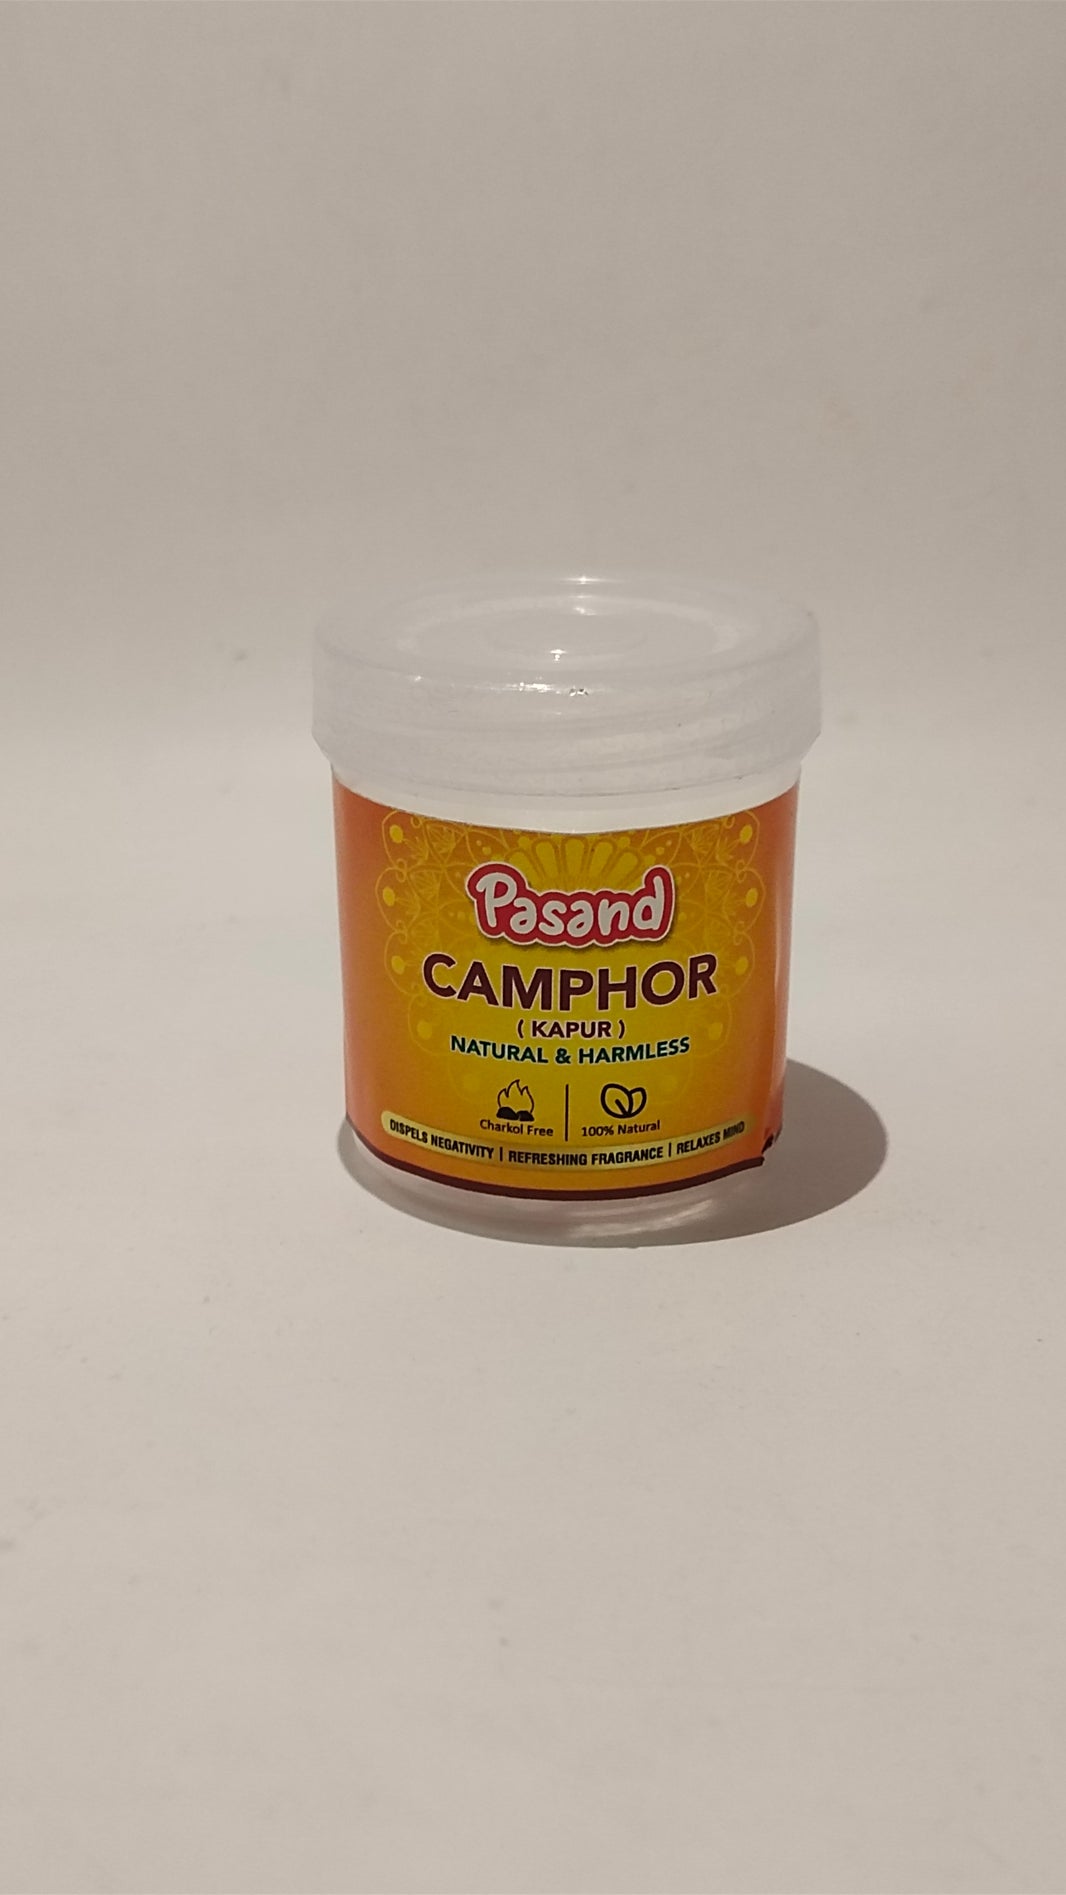 Pasand
CAMPHOR
( KAPUR )
NATURAL & HARMLESS
Charkol Free
100% Natural
DISPELS NEGATIVITY | REFRESHING FRAGRANCE | RELAXES MIND